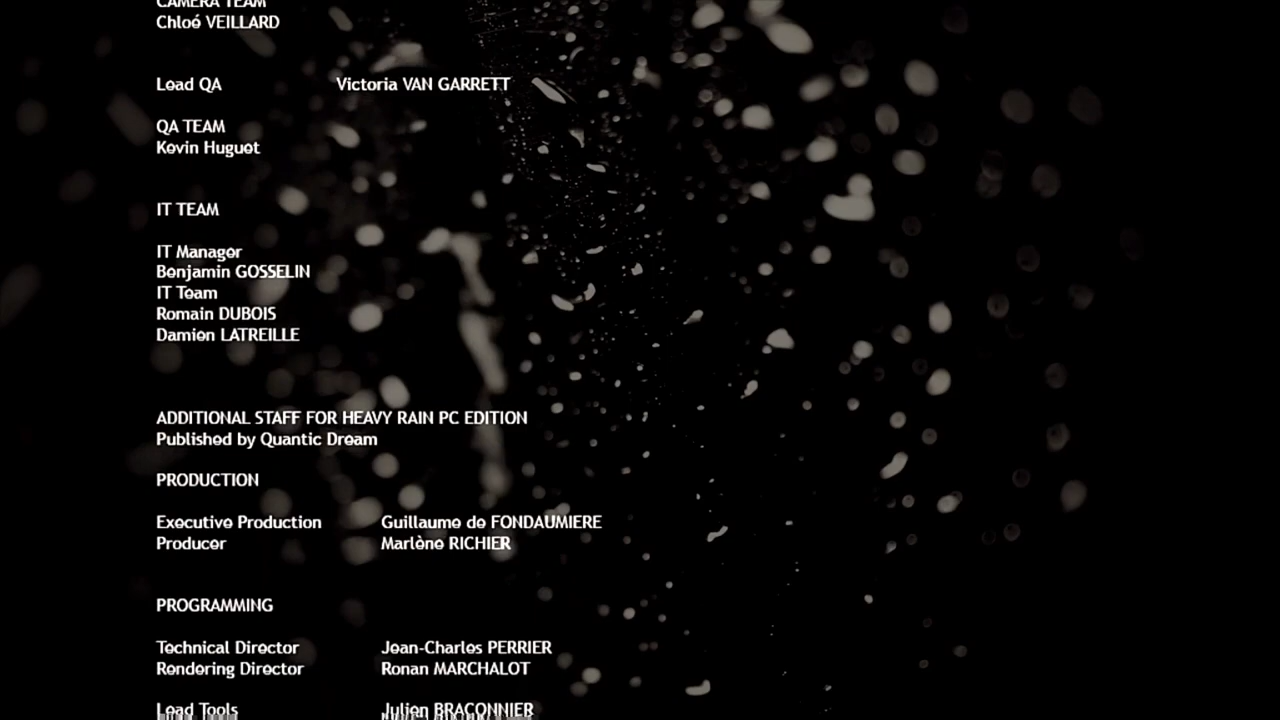 CAMERA TEAM
Chloé VEILLARD
Lead QA Victoria VAN GARRETT
QA TEAM
Kevin Huguet
IT TEAM
IT Manager
Benjamin GOSSELIN
IT Team
Romain DUBOIS
Damien LATREILLE
ADDITIONAL STAFF FOR HEAVY RAIN PC EDITION
Published by Quantic Dream
PRODUCTION
Executive Production Guillaume de FONDAUMIERE
Producer Marlène RICHIER
PROGRAMMING
Technical Director Jean-Charles PERRIER
Rendering Director Ronan MARCHALOT
Lead Tools Julien BRACONNIER